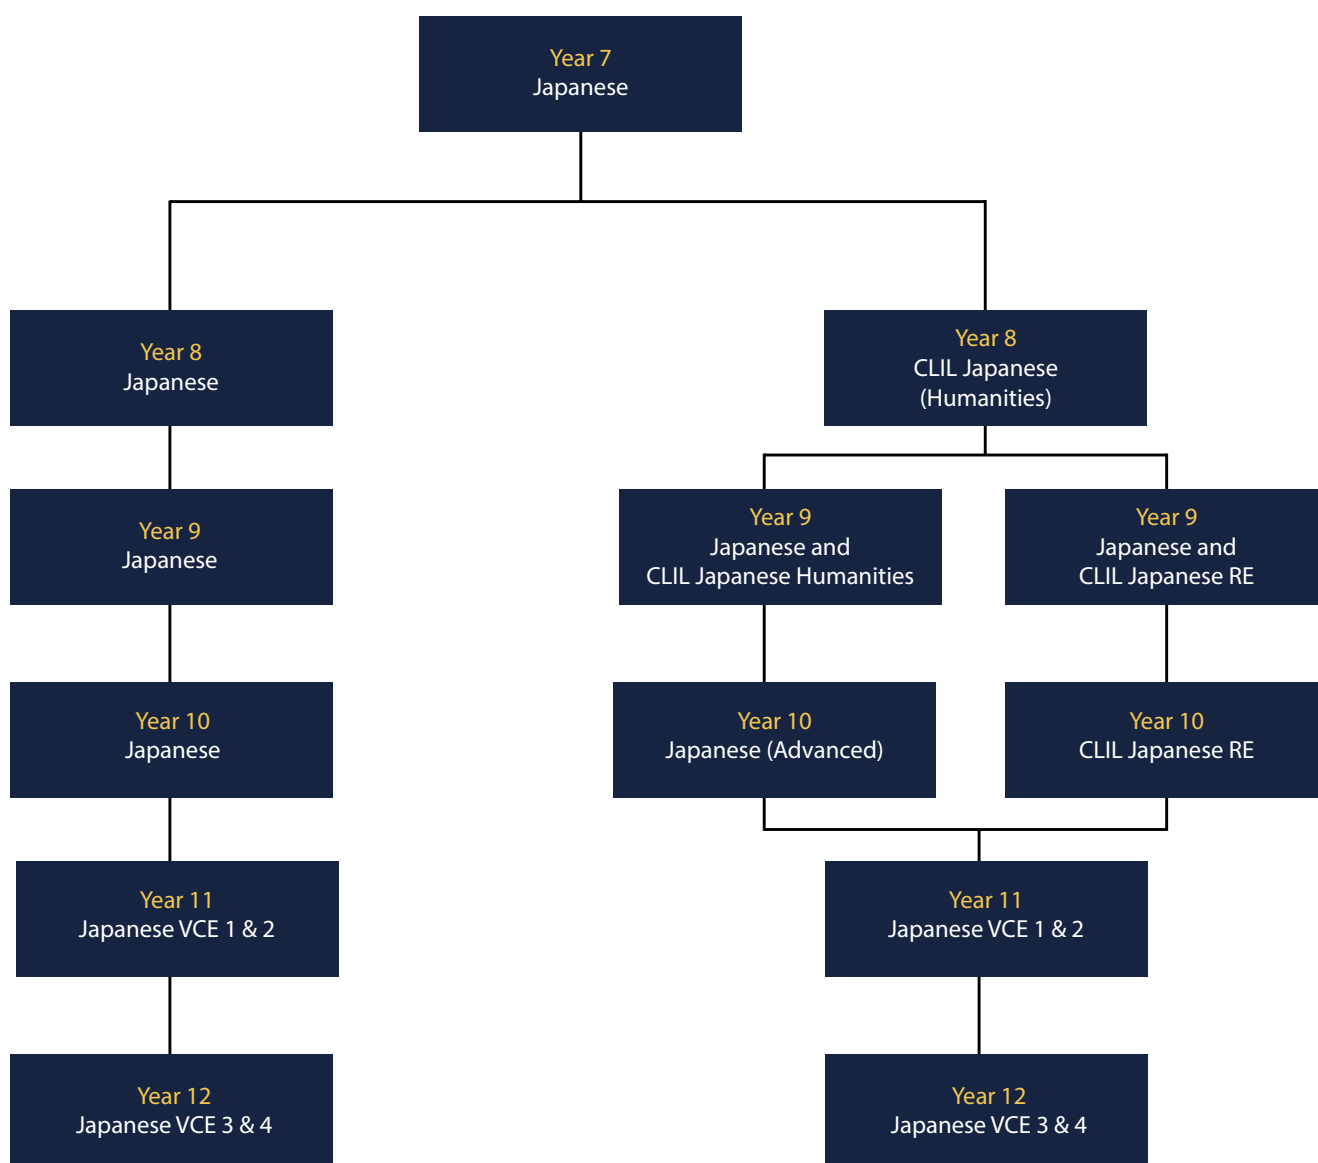 Year 7
Japanese
Year 8
Japanese
Year 8
CLIL Japanese
(Humanities)
Year 9
Japanese
Year 9
Japanese and
CLIL Japanese Humanities
Year 9
Japanese and
CLIL Japanese RE
Year 10
Japanese
Year 10
Japanese (Advanced)
Year 10
CLIL Japanese RE
Year 11
Japanese VCE 1 & 2
Year 11
Japanese VCE 1 & 2
Year 12
Japanese VCE 3 & 4
Year 12
Japanese VCE 3 & 4